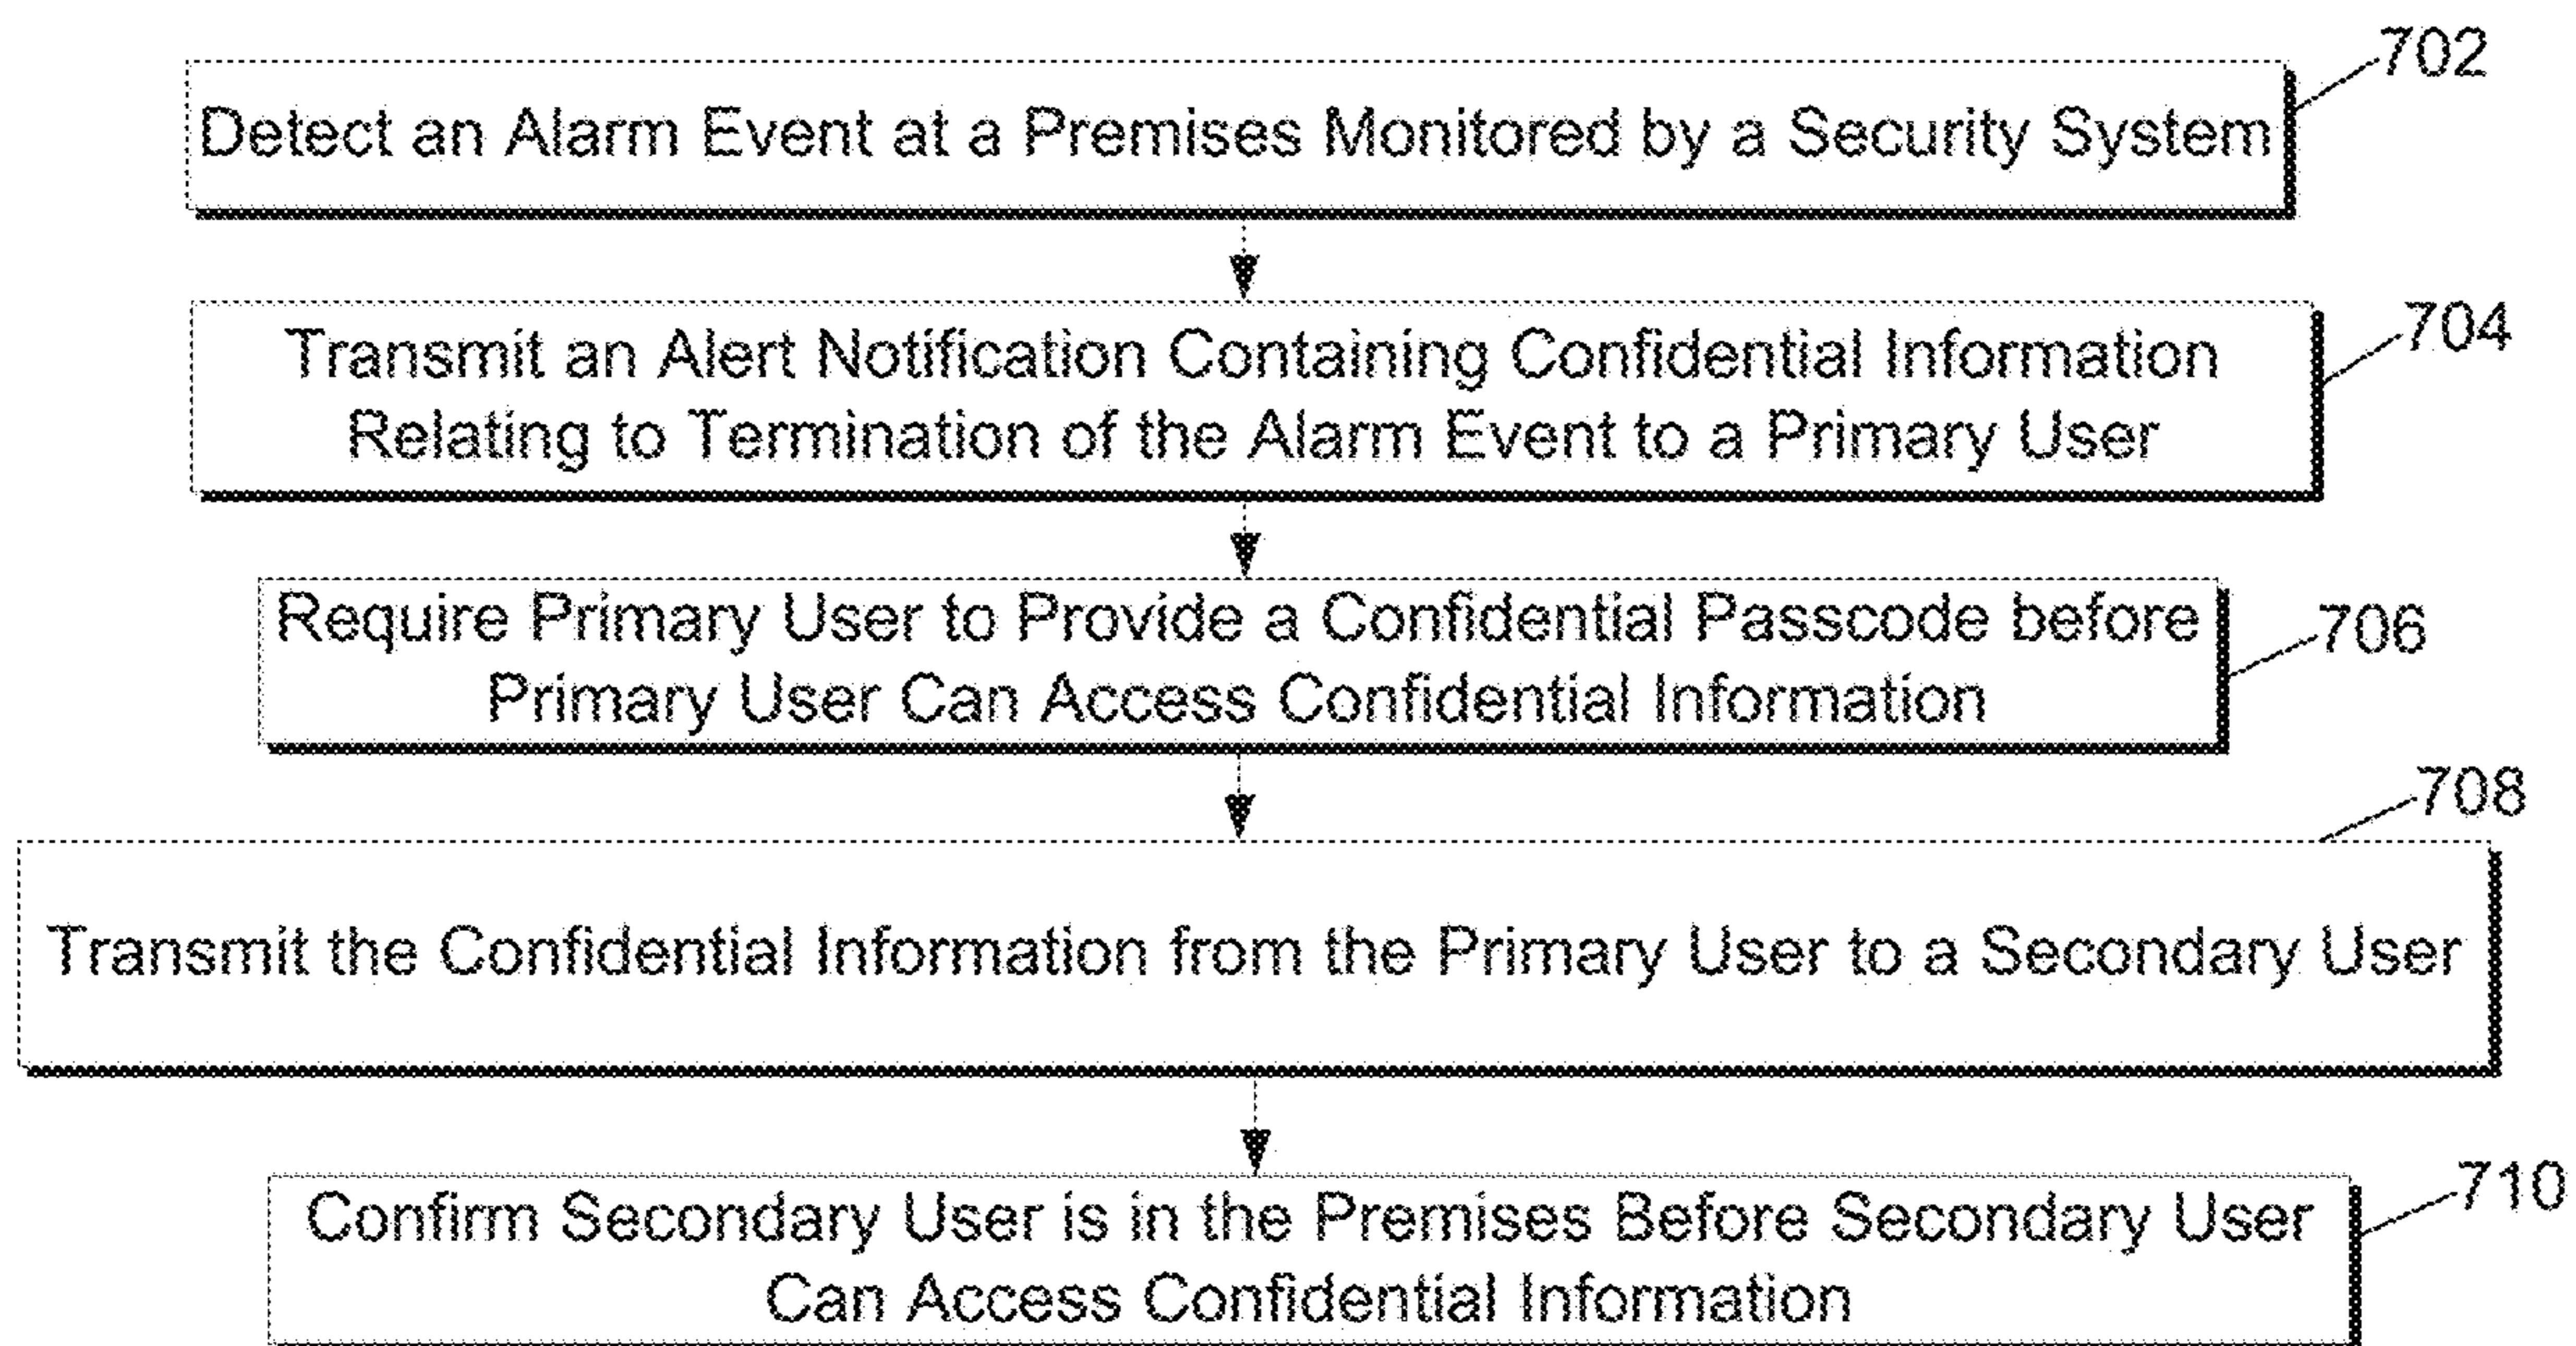 702
Detect an Alarm Event at a Premises Monitored by a Security System
704
Transmit an Alert Notification Containing Confidential Information
Relating to Termination of the Alarm Event to a Primary User
706
Require Primary User to Provide a Confidential Passcode before
Primary User Can Access Confidential Information
708
Transmit the Confidential Information from the Primary User to a Secondary User
710
Confirm Secondary User is in the Premises Before Secondary User
Can Access Confidential Information